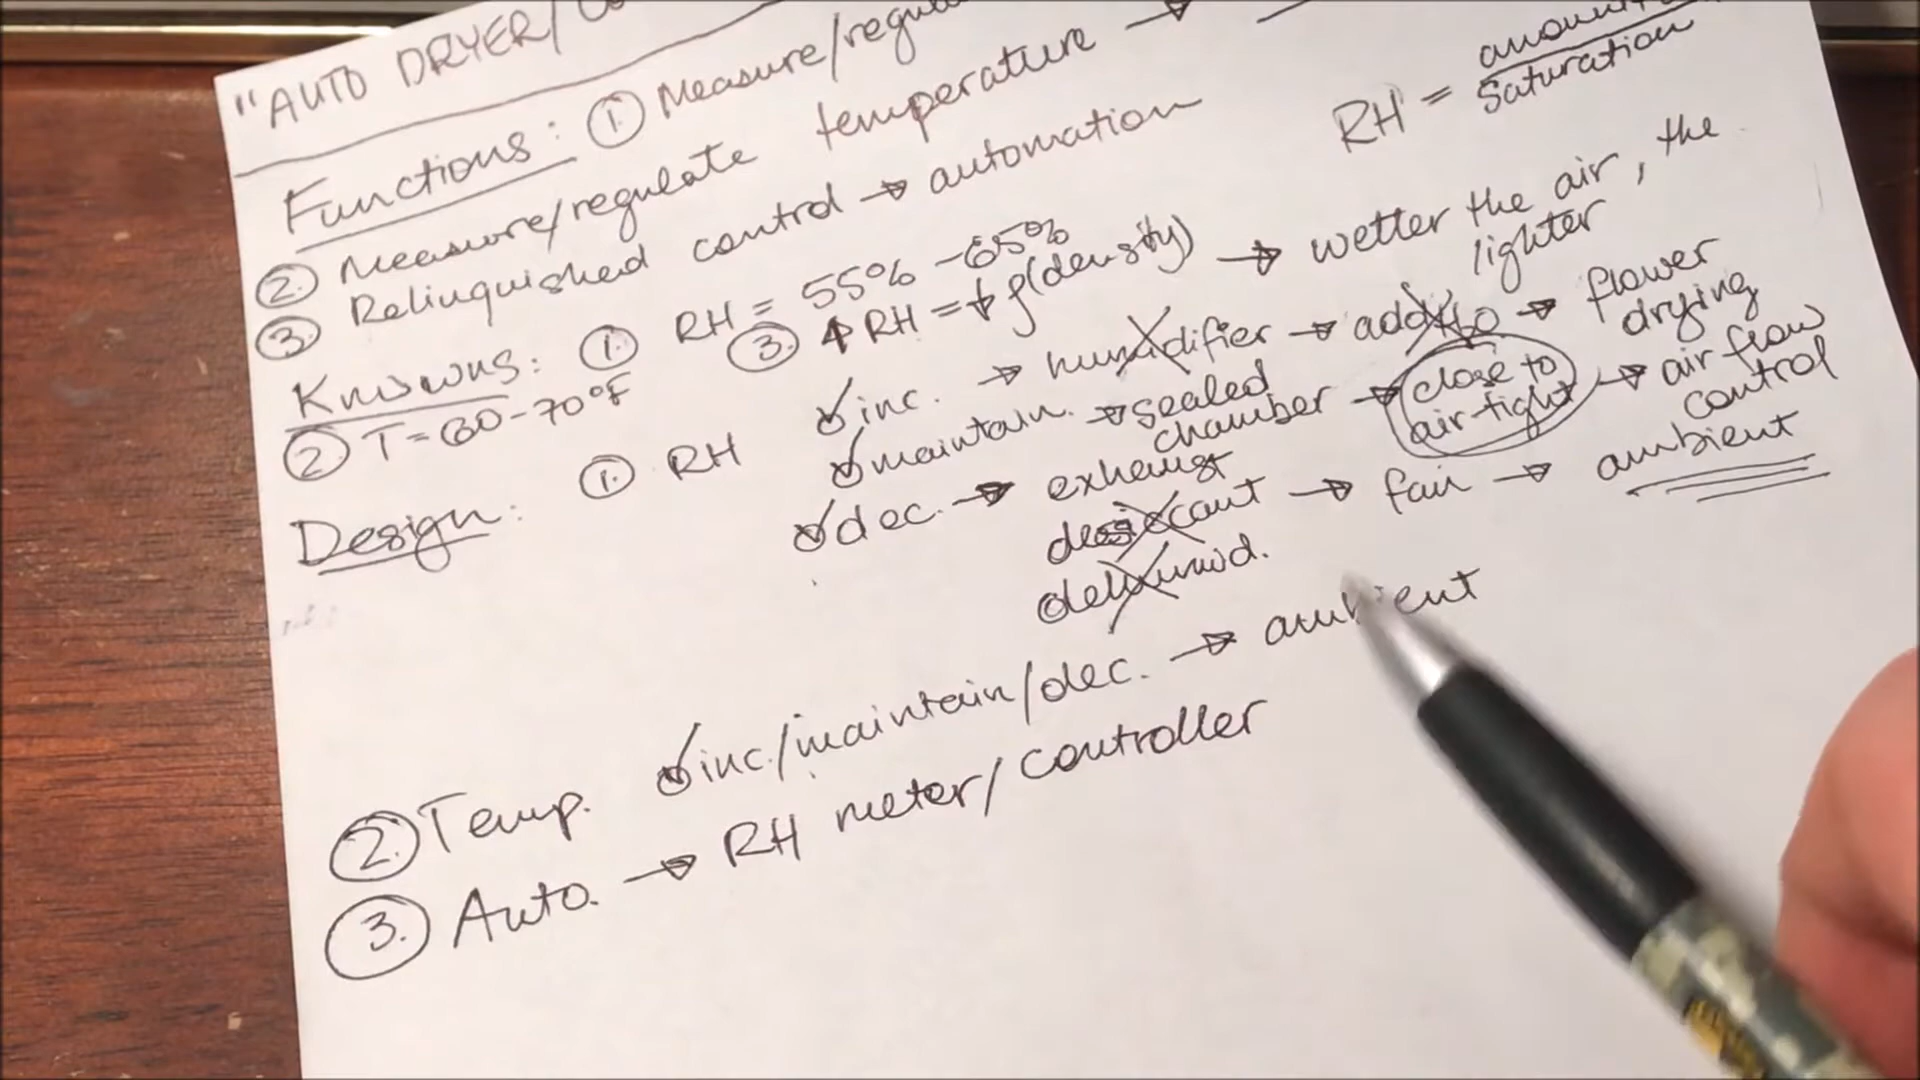 "AUTO DRYER/
Functions: ① Measure/regu
② Measure/regulate temperature →
③ Relinquished control → automation
RH = amount / Saturation
Knowns: ① RH = 55% - 65%
② T = 60-70°F
③ ↑ RH = ↓ ρ(density) → wetter the air, the lighter
Design: ① RH
inc. → humidifier → add H₂O → flower drying
maintain. → sealed chamber → close to air-tight → air flow control
dec. → exhaust
desiccant → fan → ambient
dehumid.
② Temp. inc./maintain/dec. → ambient
③ Auto. → RH meter/controller